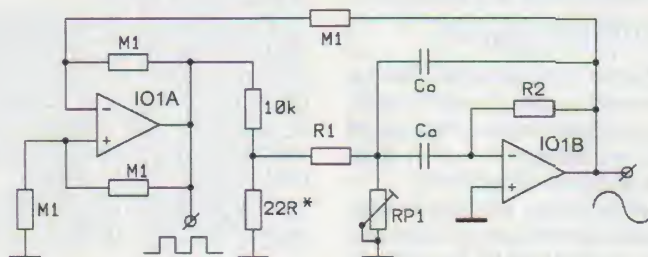 M1
M1
IO1A
-
+
M1
M1
10k
22R*
R1
Co
Co
RP1
R2
IO1B
-
+